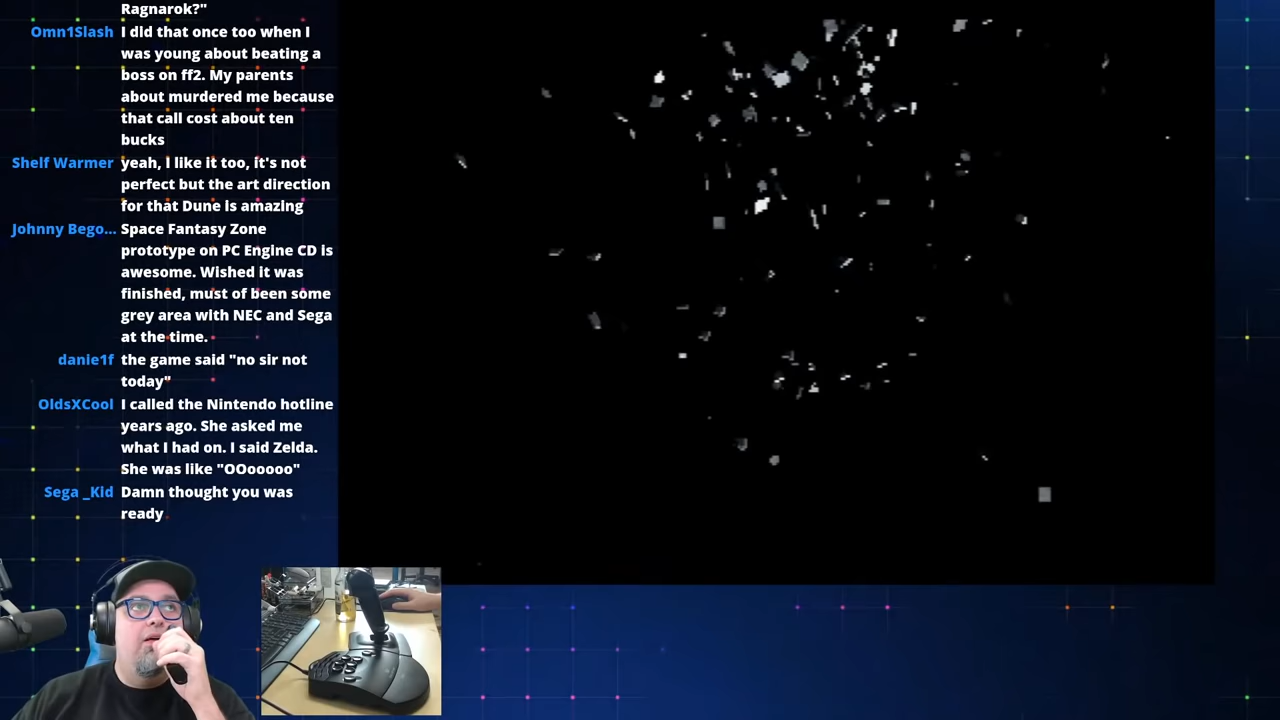 Ragnarok?"
Omn1Slash I did that once too when I
was young about beating a
boss on ff2. My parents
about murdered me because
that call cost about ten
bucks
Shelf Warmer yeah, I like it too, it's not
perfect but the art direction
for that Dune is amazing
Johnny Bego... Space Fantasy Zone
prototype on PC Engine CD is
awesome. Wished it was
finished, must of been some
grey area with NEC and Sega
at the time.
danie1f the game said "no sir not
today"
OldsXCool I called the Nintendo hotline
years ago. She asked me
what I had on. I said Zelda.
She was like "OOooooo"
Sega _Kid Damn thought you was
ready